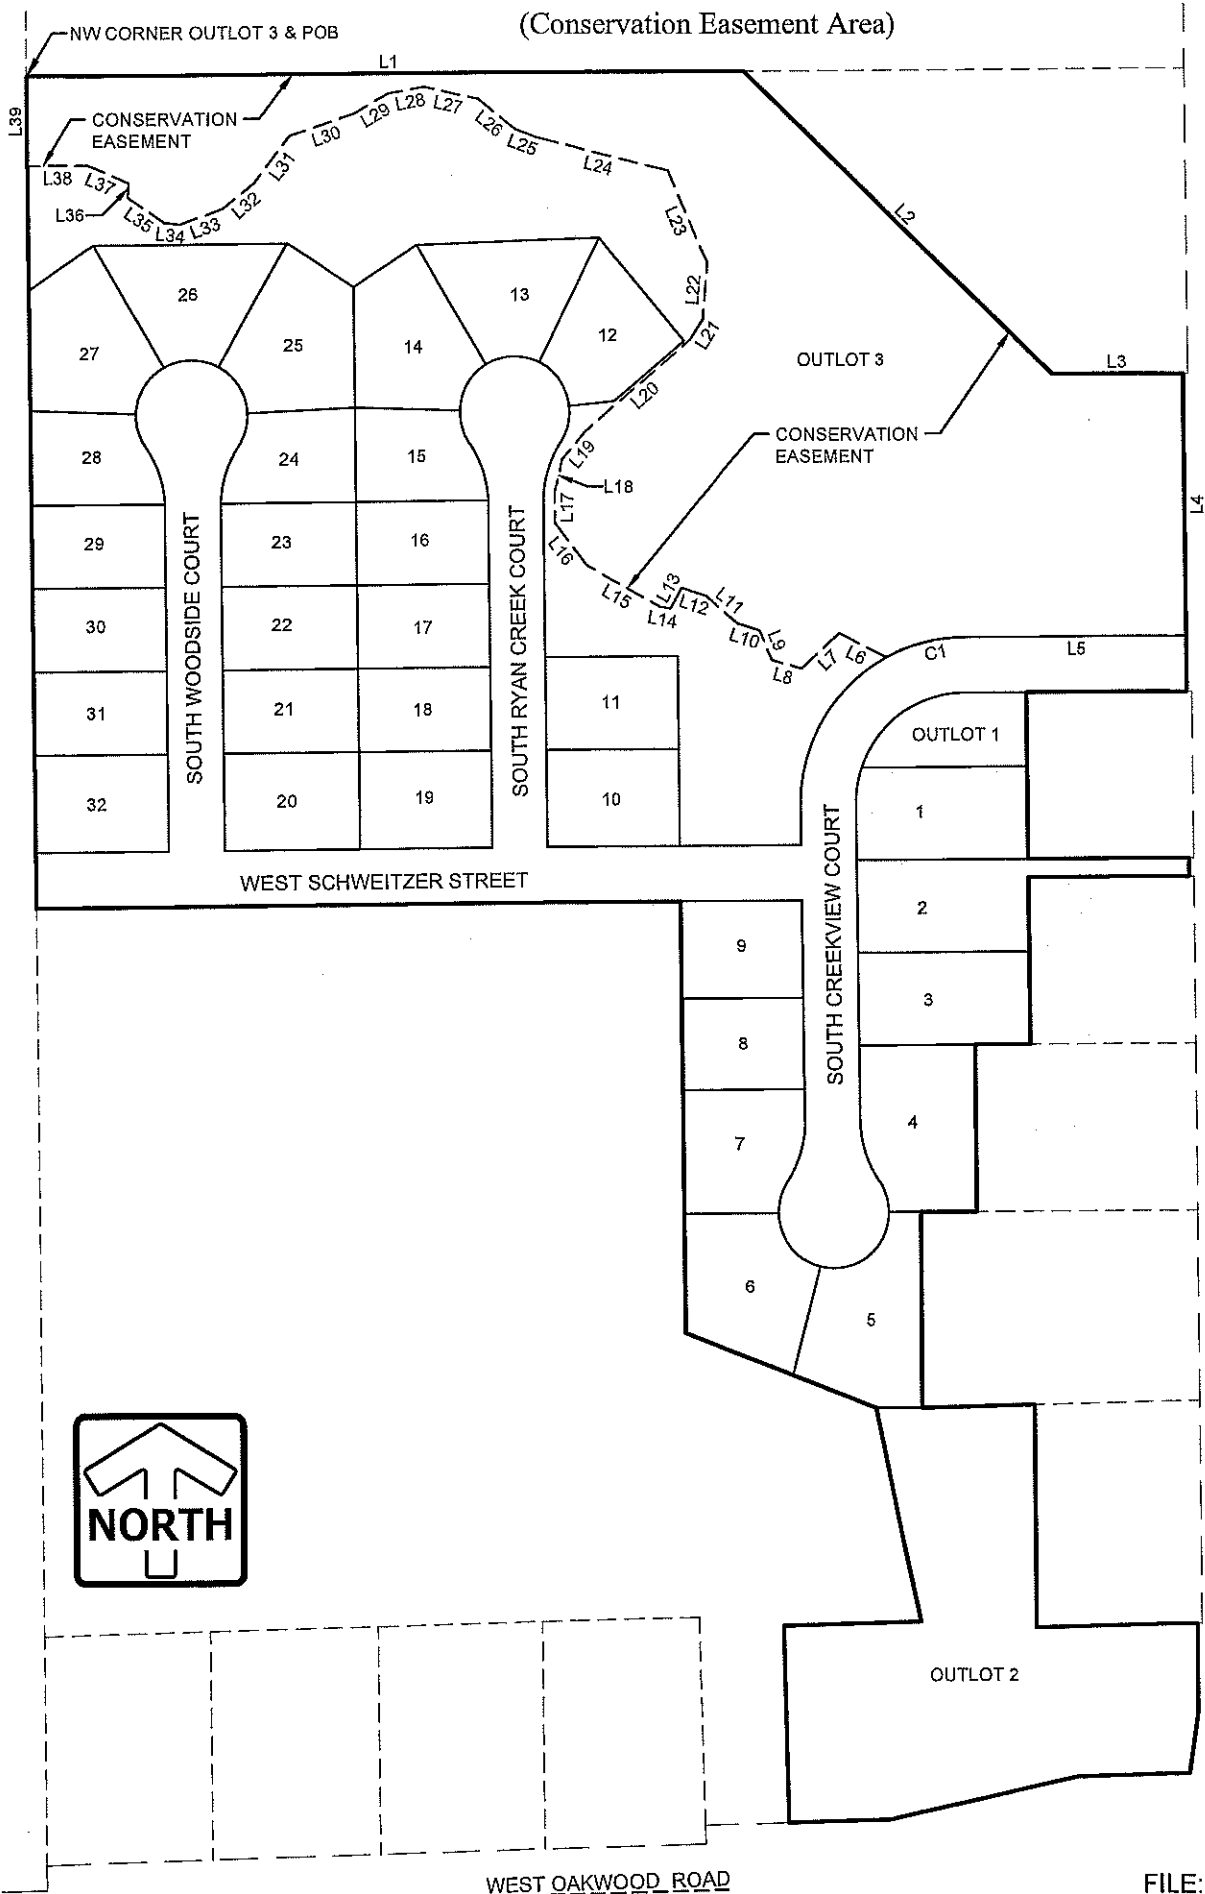 (Conservation Easement Area)
NW CORNER OUTLOT 3 & POB
L1
L39
CONSERVATION
EASEMENT
L28
L29
L27
L30
L26
L25
L24
L31
L38
L37
L36
L35
L34
L33
L32
L23
L2
L22
L21
L20
L19
L18
L17
L16
L15
L14
L13
L12
L11
L10
L9
L8
L7
L6
C1
L5
L3
L4
OUTLOT 3
CONSERVATION
EASEMENT
26
27
25
13
14
12
28
24
15
29
23
16
30
22
17
31
21
18
11
32
20
19
10
SOUTH WOODSIDE COURT
SOUTH RYAN CREEK COURT
OUTLOT 1
1
WEST SCHWEITZER STREET
SOUTH CREEKVIEW COURT
2
9
3
8
4
7
6
5
NORTH
OUTLOT 2
WEST OAKWOOD ROAD
FILE: